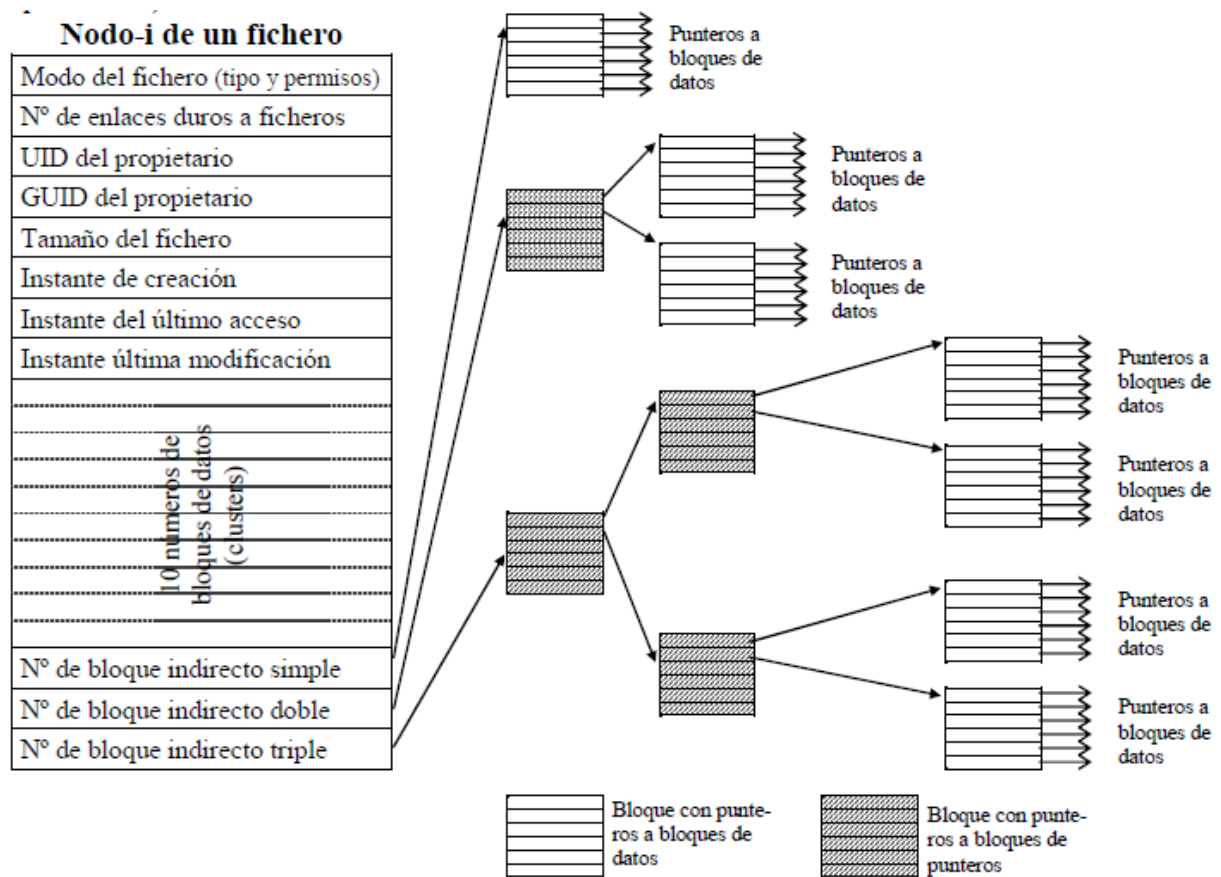 Nodo-i de un fichero
Modo del fichero (tipo y permisos)
Nº de enlaces duros a ficheros
UID del propietario
GUID del propietario
Tamaño del fichero
Instante de creación
Instante del último acceso
Instante última modificación
10 números de
bloques de datos
(clusters)
Nº de bloque indirecto simple
Nº de bloque indirecto doble
Nº de bloque indirecto triple
Punteros a
bloques de
datos
Punteros a
bloques de
datos
Punteros a
bloques de
datos
Punteros a
bloques de
datos
Punteros a
bloques de
datos
Punteros a
bloques de
datos
Punteros a
bloques de
datos
Bloque con punte-
ros a bloques de
datos
Bloque con punte-
ros a bloques de
punteros